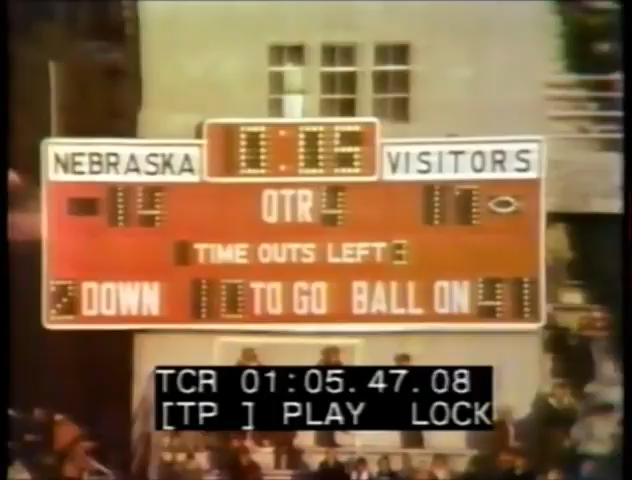 0:05
NEBRASKA VISITORS
14 QTR 4 17
TIME OUTS LEFT 3
2 DOWN 10 TO GO BALL ON 41
TCR 01:05.47.08
[TP ] PLAY LOCK